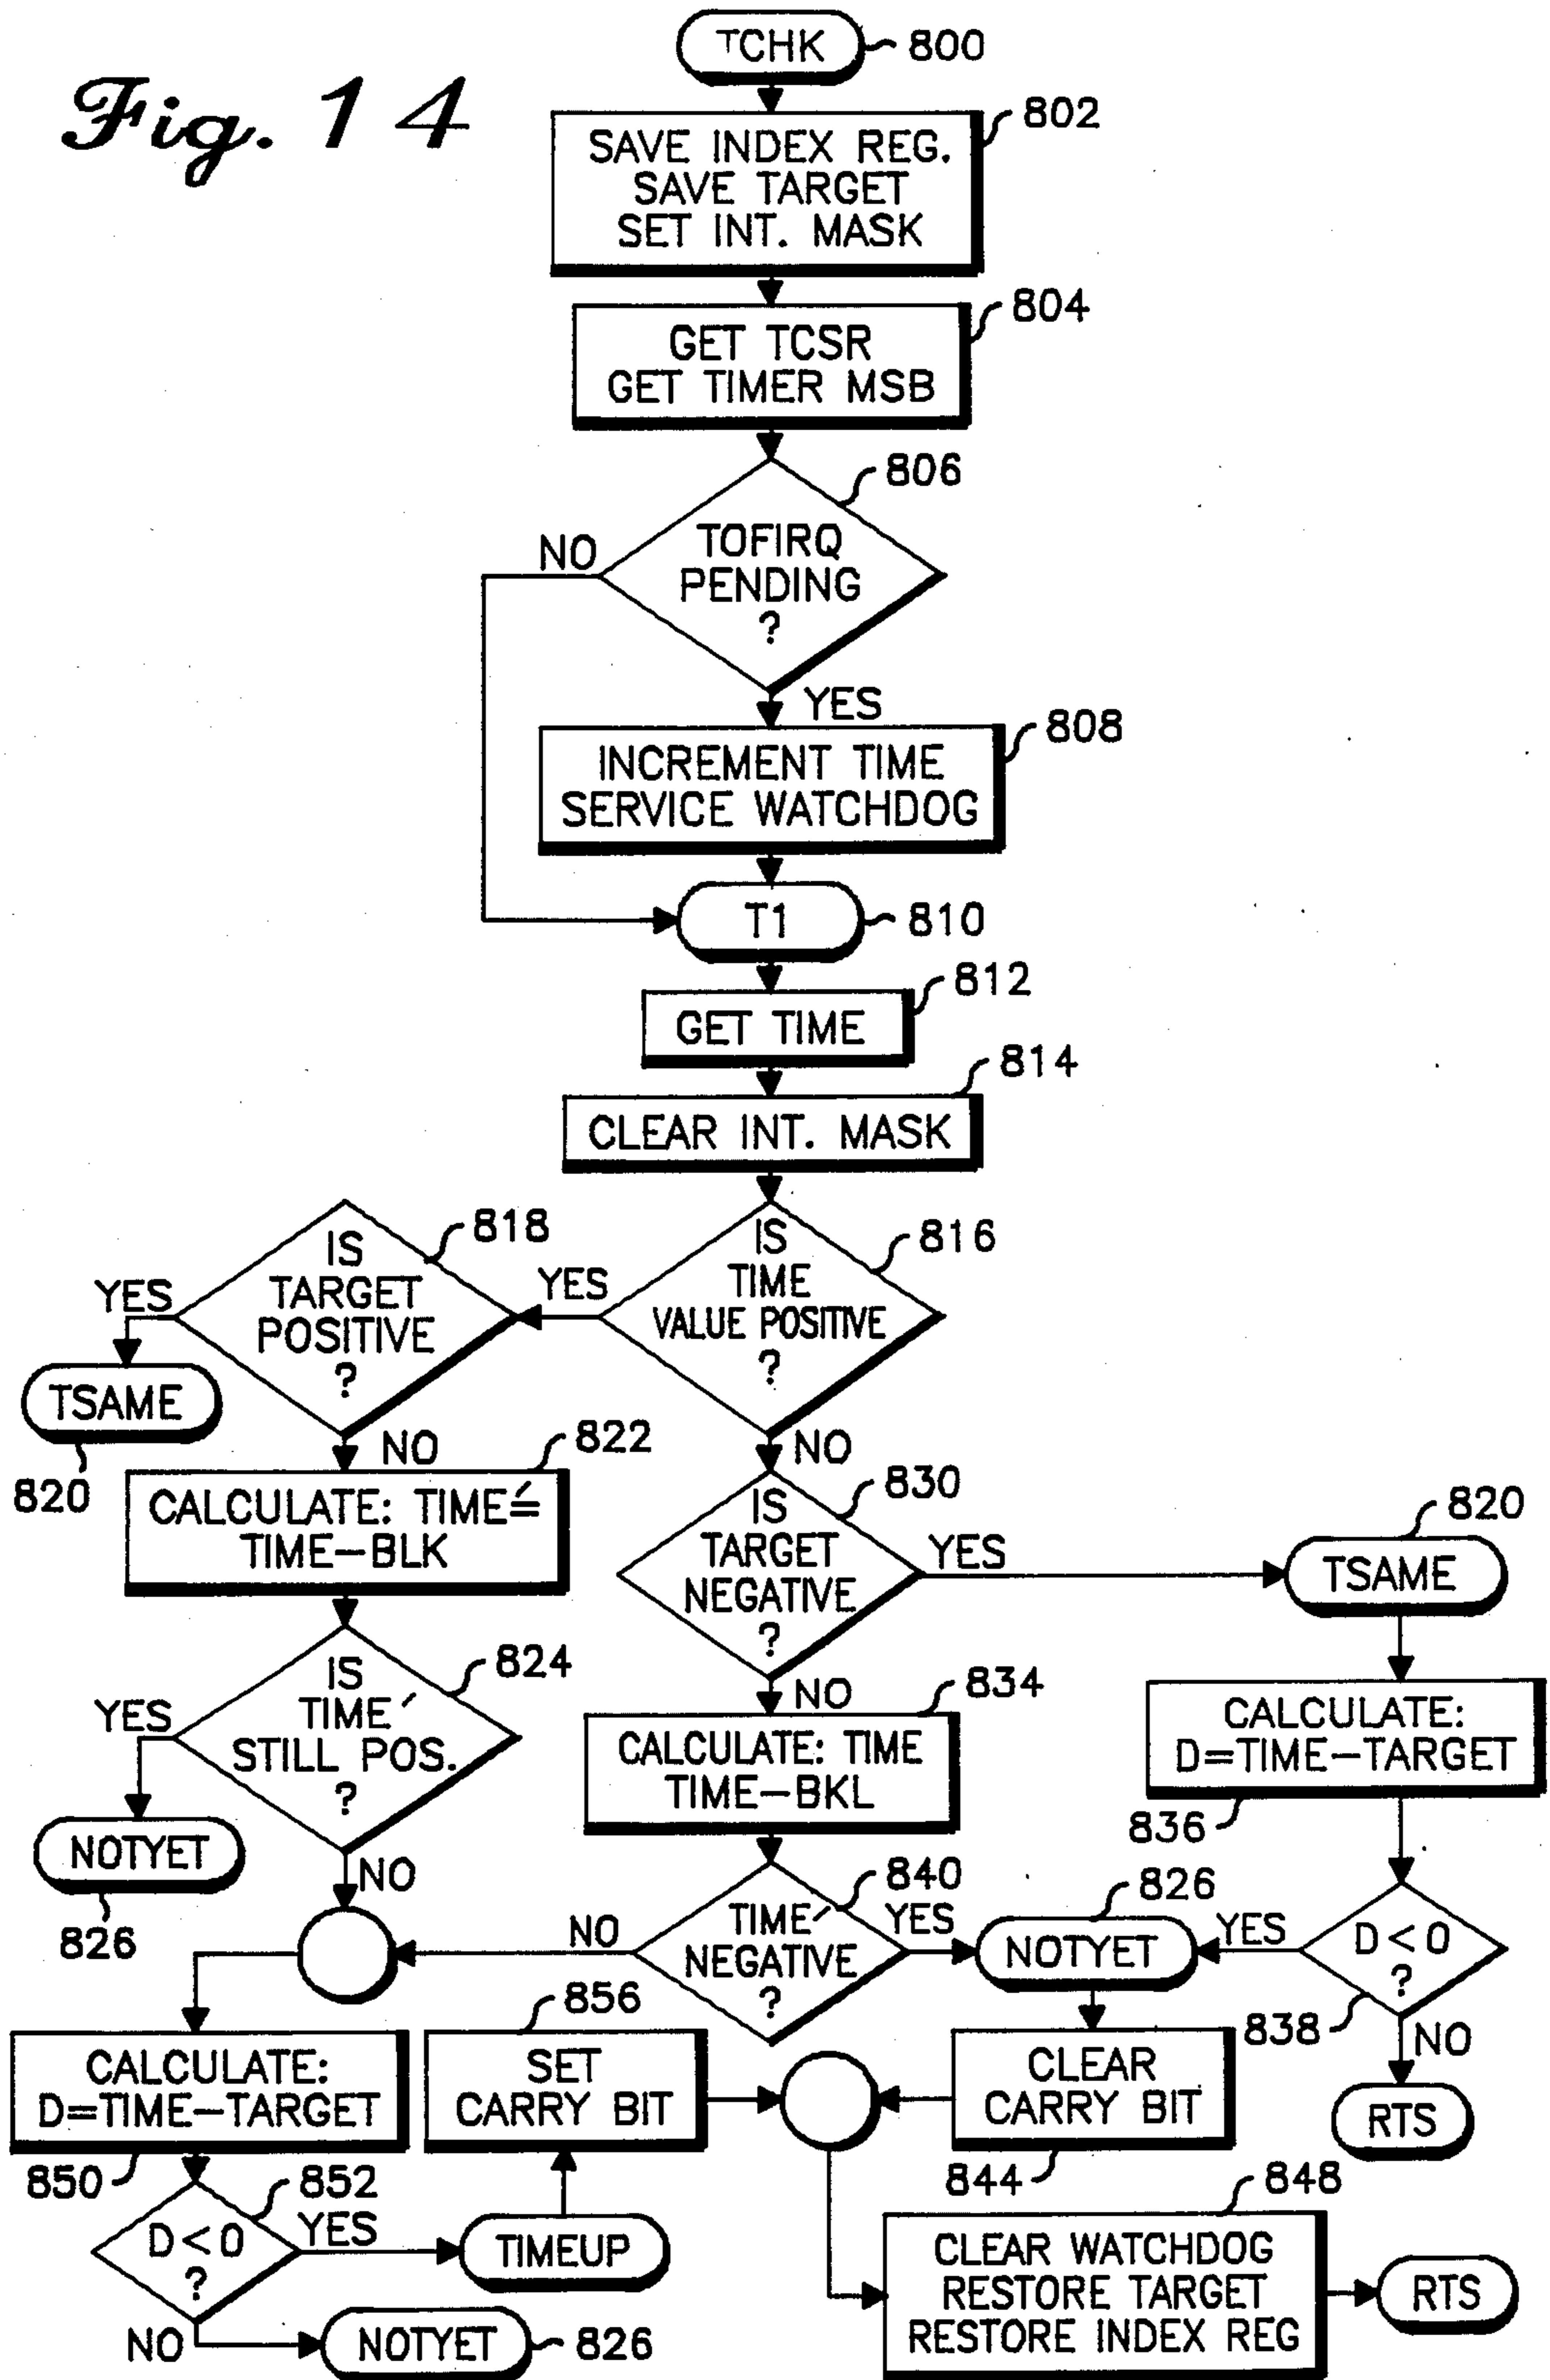 Fig. 14
TCHK
800
802
SAVE INDEX REG.
SAVE TARGET
SET INT. MASK
804
GET TCSR
GET TIMER MSB
806
TOFIRQ
PENDING
?
NO
YES
808
INCREMENT TIME
SERVICE WATCHDOG
T1
810
812
GET TIME
814
CLEAR INT. MASK
816
IS
TIME
VALUE POSITIVE
?
YES
818
IS
TARGET
POSITIVE
?
YES
TSAME
820
NO
822
CALCULATE: TIME′=
TIME–BLK
NO
830
IS
TARGET
NEGATIVE
?
YES
820
TSAME
824
IS
TIME′
STILL POS.
?
YES
NOTYET
826
NO
NO
834
CALCULATE: TIME
TIME–BKL
CALCULATE:
D=TIME–TARGET
836
840
TIME′
NEGATIVE
?
NO
YES
826
NOTYET
YES
D<0
?
838
NO
RTS
CALCULATE:
D=TIME–TARGET
850
856
SET
CARRY BIT
CLEAR
CARRY BIT
844
852
D<0
?
YES
TIMEUP
NO
NOTYET
826
848
CLEAR WATCHDOG
RESTORE TARGET
RESTORE INDEX REG
RTS